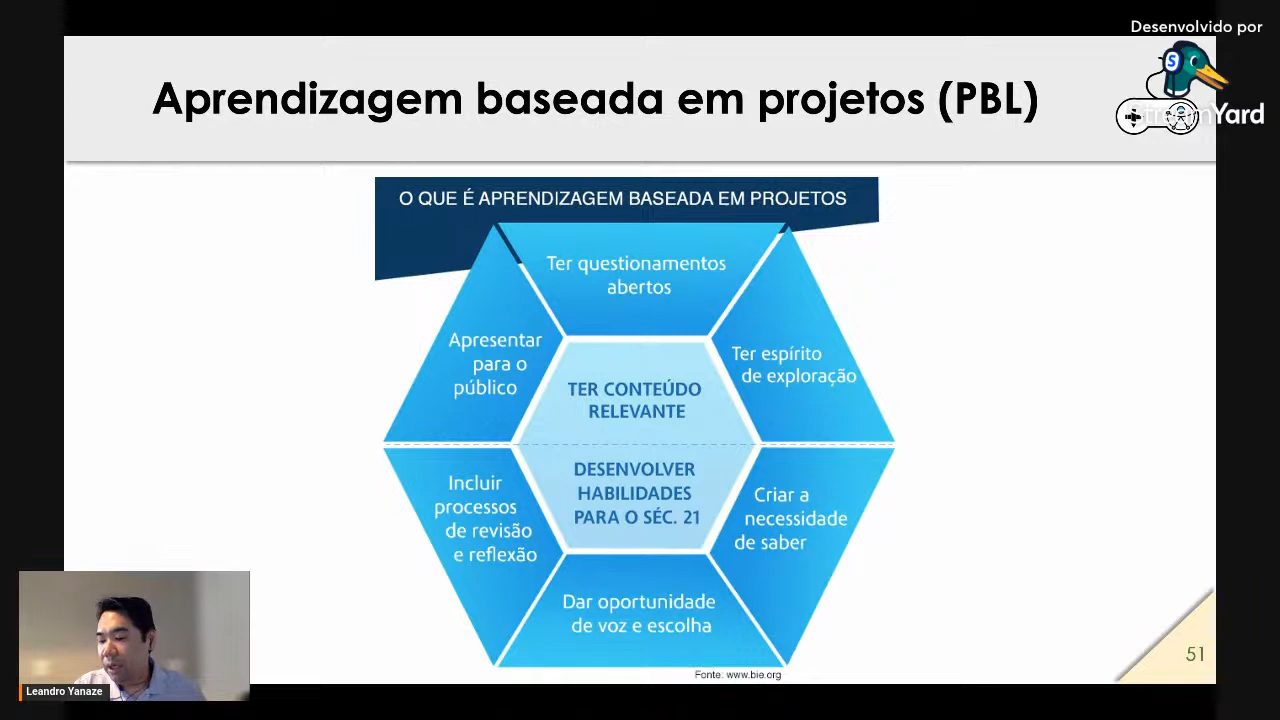 Desenvolvido por
StreamYard
Aprendizagem baseada em projetos (PBL)
O QUE É APRENDIZAGEM BASEADA EM PROJETOS
Ter questionamentos
abertos
Apresentar
para o
público
Ter espírito
de exploração
TER CONTEÚDO
RELEVANTE
DESENVOLVER
HABILIDADES
PARA O SÉC. 21
Incluir
processos
de revisão
e reflexão
Criar a
necessidade
de saber
Dar oportunidade
de voz e escolha
Fonte: www.bie.org
51
Leandro Yanaze